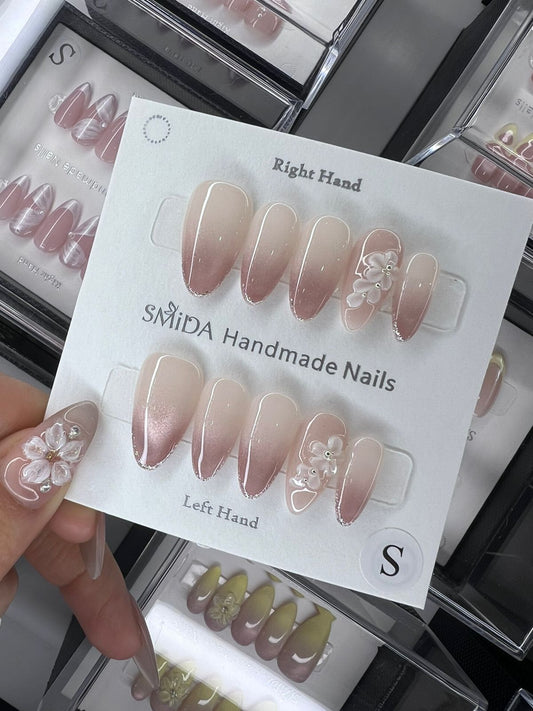 S
Right Hand
SMiDA Handmade Nails
Left Hand
S